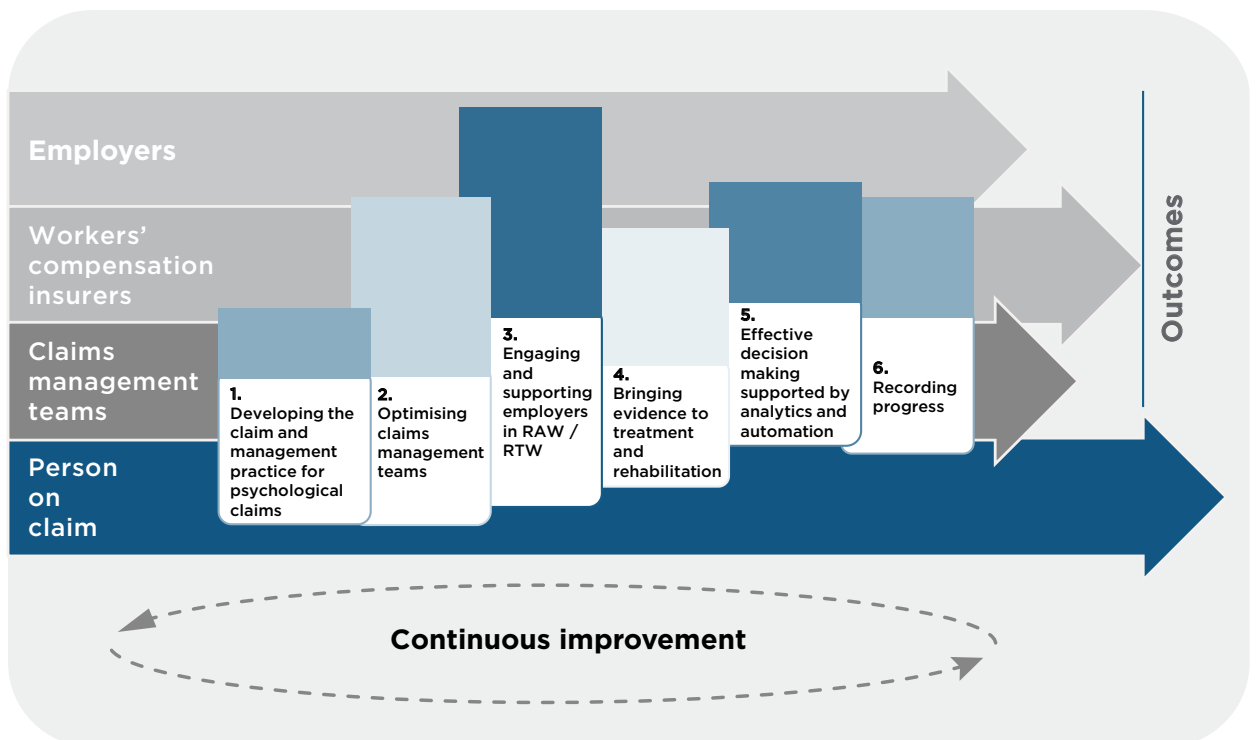 Employers
Workers'
compensation
insurers
Claims
management
teams
Person
on
claim
1.
Developing the
claim and
management
practice for
psychological
claims
2.
Optimising
claims
management
teams
3.
Engaging
and
supporting
employers
in RAW /
RTW
4.
Bringing
evidence to
treatment
and
rehabilitation
5.
Effective
decision
making
supported by
analytics and
automation
6.
Recording
progress
Outcomes
Continuous improvement